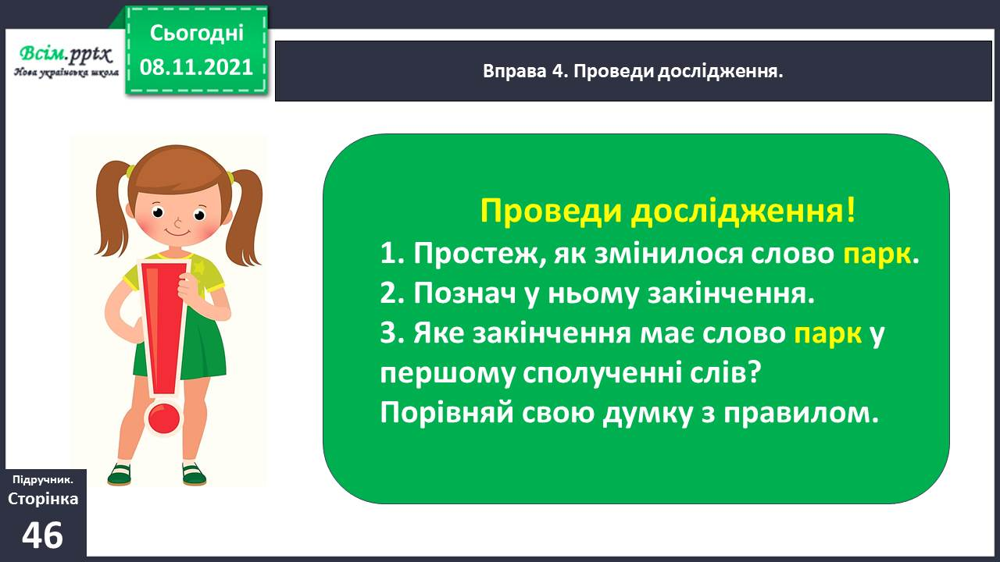 Всім.pptx
Нова українська школа
Сьогодні
08.11.2021
Вправа 4. Проведи дослідження.
Проведи дослідження!
1. Простеж, як змінилося слово парк.
2. Познач у ньому закінчення.
3. Яке закінчення має слово парк у
першому сполученні слів?
Порівняй свою думку з правилом.
Підручник.
Сторінка
46